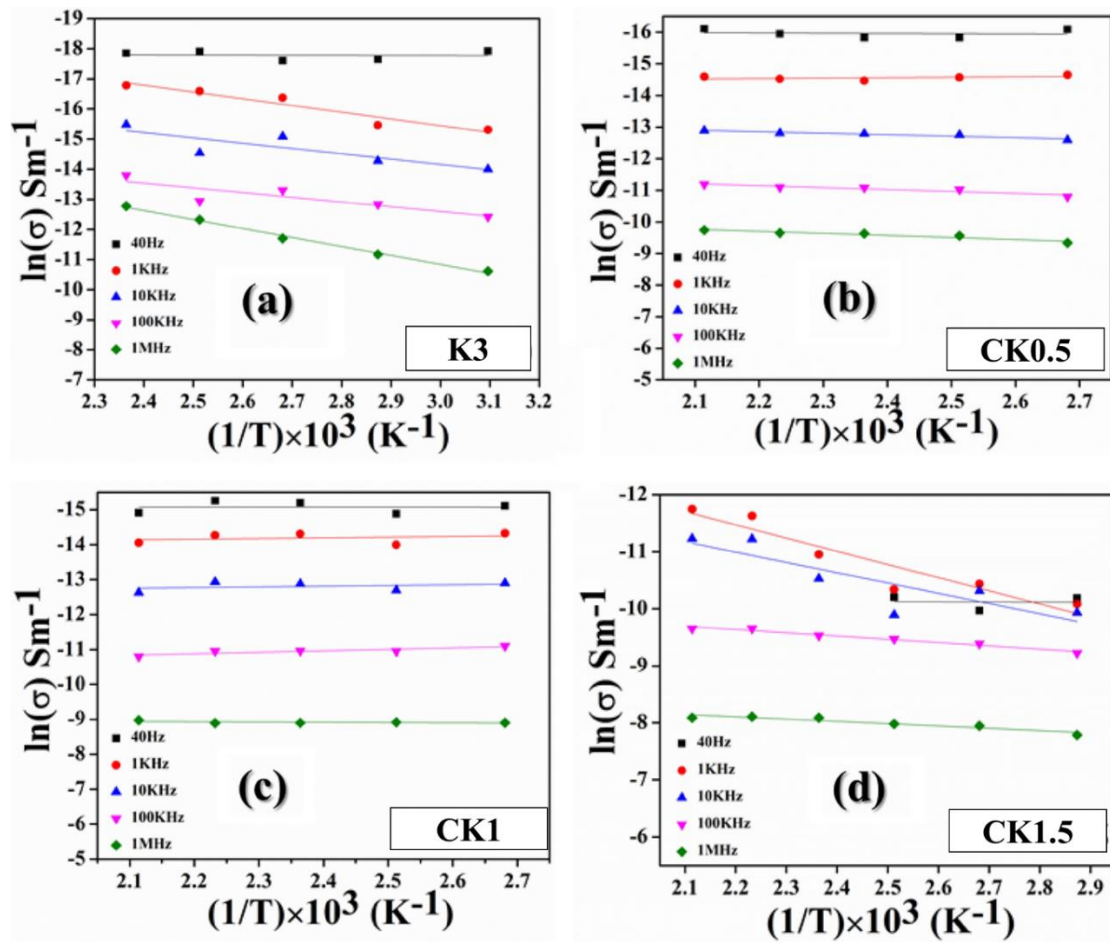 -19
-18
-17
-16
-15
-14
-13
-12
-11
-10
-9
-8
-7
ln(σ) Sm-1
40Hz
1KHz
10KHz
100KHz
1MHz
(a)
K3
2.3 2.4 2.5 2.6 2.7 2.8 2.9 3.0 3.1 3.2
(1/T)×10³ (K-1)
-16
-15
-14
-13
-12
-11
-10
-9
-8
-7
-6
-5
ln(σ) Sm-1
40Hz
1KHz
10KHz
100KHz
1MHz
(b)
CK0.5
2.1 2.2 2.3 2.4 2.5 2.6 2.7
(1/T)×10³ (K-1)
-15
-14
-13
-12
-11
-10
-9
-8
-7
-6
-5
ln(σ) Sm-1
40Hz
1KHz
10KHz
100KHz
1MHz
(c)
CK1
2.1 2.2 2.3 2.4 2.5 2.6 2.7
(1/T)×10³ (K-1)
-12
-11
-10
-9
-8
-7
-6
ln(σ) Sm-1
40Hz
1KHz
10KHz
100KHz
1MHz
(d)
CK1.5
2.1 2.2 2.3 2.4 2.5 2.6 2.7 2.8 2.9
(1/T)×10³ (K-1)